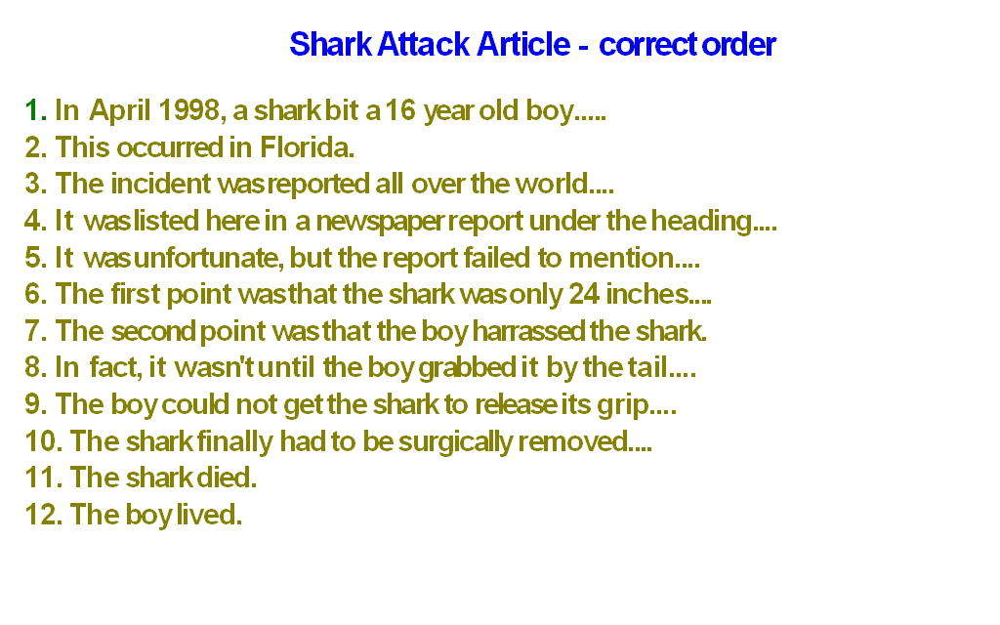 Shark Attack Article - correct order
1. In April 1998, a shark bit a 16 year old boy.....
2. This occurred in Florida.
3. The incident was reported all over the world....
4. It was listed here in a newspaper report under the heading....
5. It was unfortunate, but the report failed to mention....
6. The first point was that the shark was only 24 inches....
7. The second point was that the boy harrassed the shark.
8. In fact, it wasn't until the boy grabbed it by the tail....
9. The boy could not get the shark to release its grip....
10. The shark finally had to be surgically removed....
11. The shark died.
12. The boy lived.